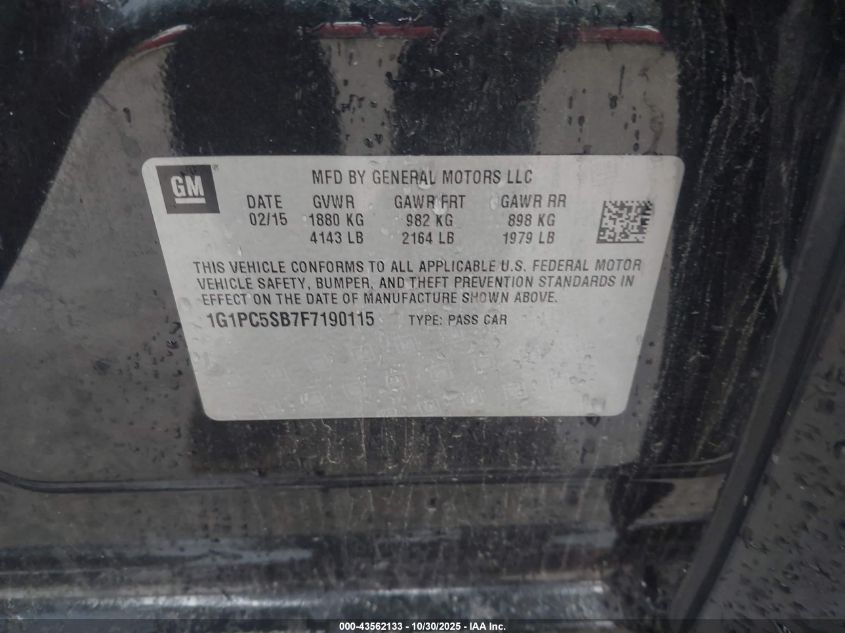 GM
MFD BY GENERAL MOTORS LLC
DATE GVWR GAWR FRT GAWR RR
02/15 1880 KG 982 KG 898 KG
4143 LB 2164 LB 1979 LB
THIS VEHICLE CONFORMS TO ALL APPLICABLE U.S. FEDERAL MOTOR
VEHICLE SAFETY, BUMPER, AND THEFT PREVENTION STANDARDS IN
EFFECT ON THE DATE OF MANUFACTURE SHOWN ABOVE.
1G1PC5SB7F7190115 TYPE: PASS CAR
000-43562133 - 10/30/2025 - IAA Inc.